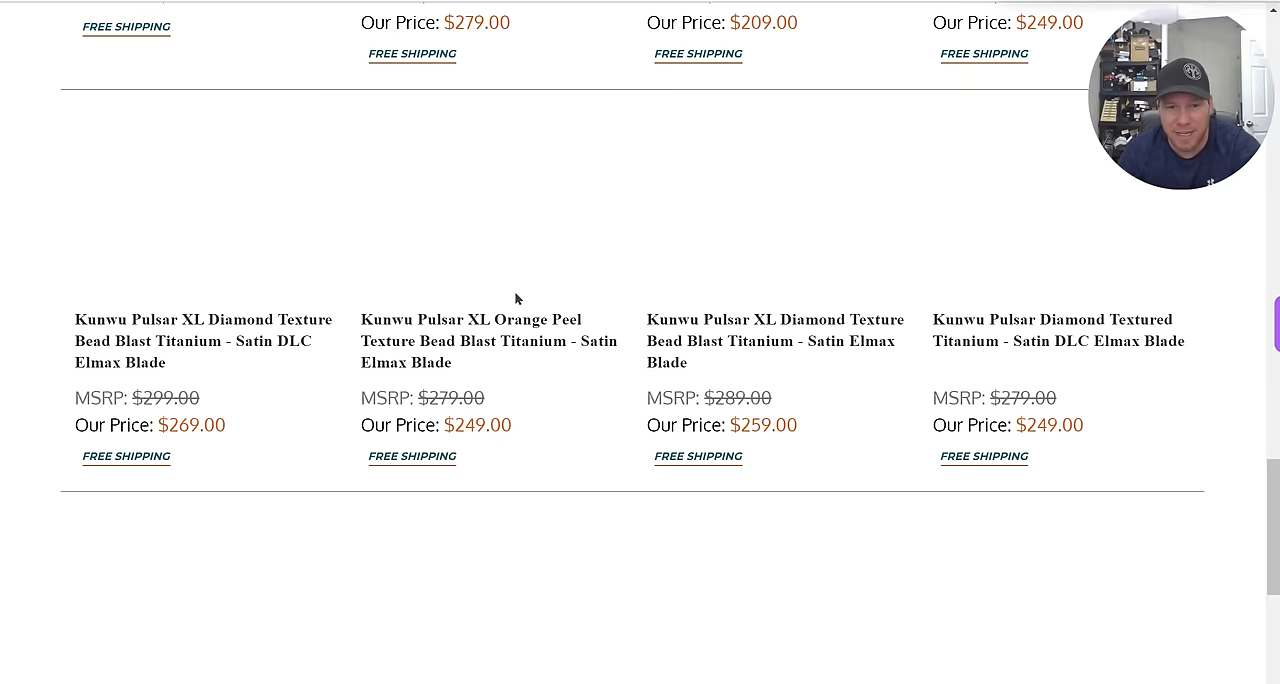 FREE SHIPPING
Our Price: $279.00
FREE SHIPPING
Our Price: $209.00
FREE SHIPPING
Our Price: $249.00
FREE SHIPPING
Kunwu Pulsar XL Diamond Texture
Bead Blast Titanium - Satin DLC
Elmax Blade
MSRP: $299.00
Our Price: $269.00
FREE SHIPPING
Kunwu Pulsar XL Orange Peel
Texture Bead Blast Titanium - Satin
Elmax Blade
MSRP: $279.00
Our Price: $249.00
FREE SHIPPING
Kunwu Pulsar XL Diamond Texture
Bead Blast Titanium - Satin Elmax
Blade
MSRP: $289.00
Our Price: $259.00
FREE SHIPPING
Kunwu Pulsar Diamond Textured
Titanium - Satin DLC Elmax Blade
MSRP: $279.00
Our Price: $249.00
FREE SHIPPING